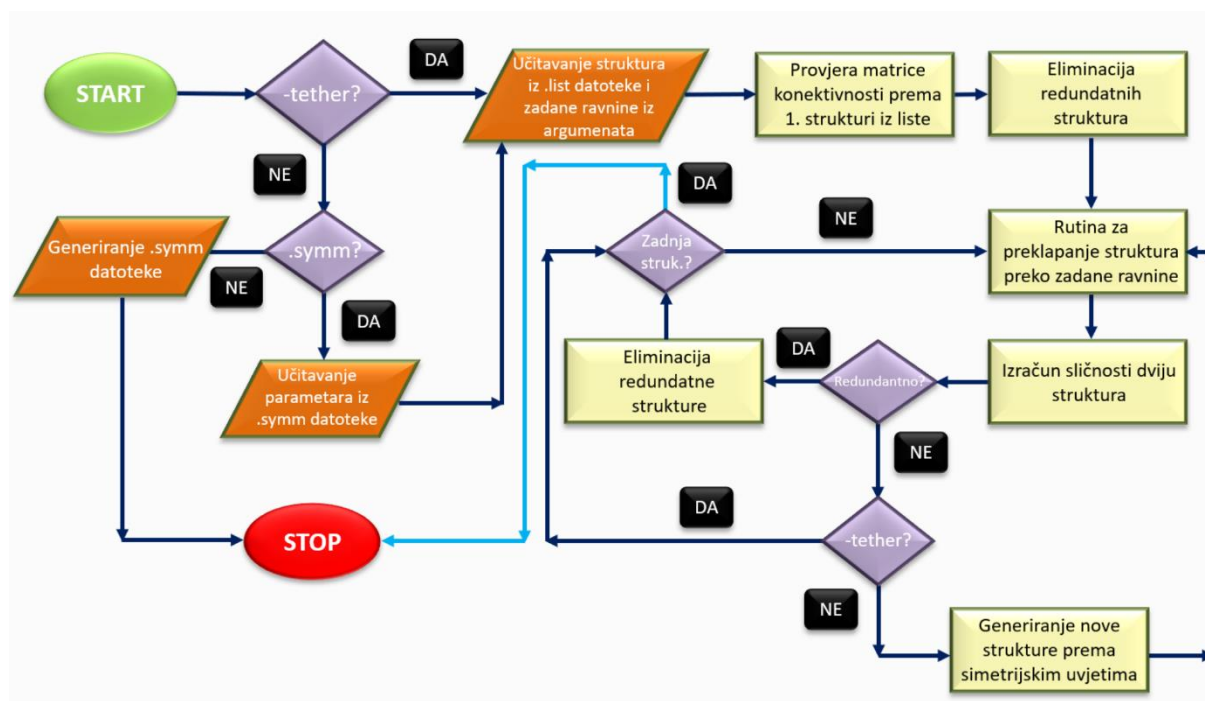 START
-tether?
DA
Učitavanje struktura
iz .list datoteke i
zadane ravnine iz
argumenata
Provjera matrice
konektivnosti prema
1. strukturi iz liste
Eliminacija
redundatnih
struktura
NE
DA
NE
Generiranje .symm
datoteke
.symm?
NE
Zadnja
struk.?
Rutina za
preklapanje struktura
preko zadane ravnine
DA
Učitavanje
parametara iz
.symm datoteke
Eliminacija
redundatne
strukture
DA
Redundantno?
Izračun sličnosti dviju
struktura
NE
DA
STOP
-tether?
NE
Generiranje nove
strukture prema
simetrijskim uvjetima